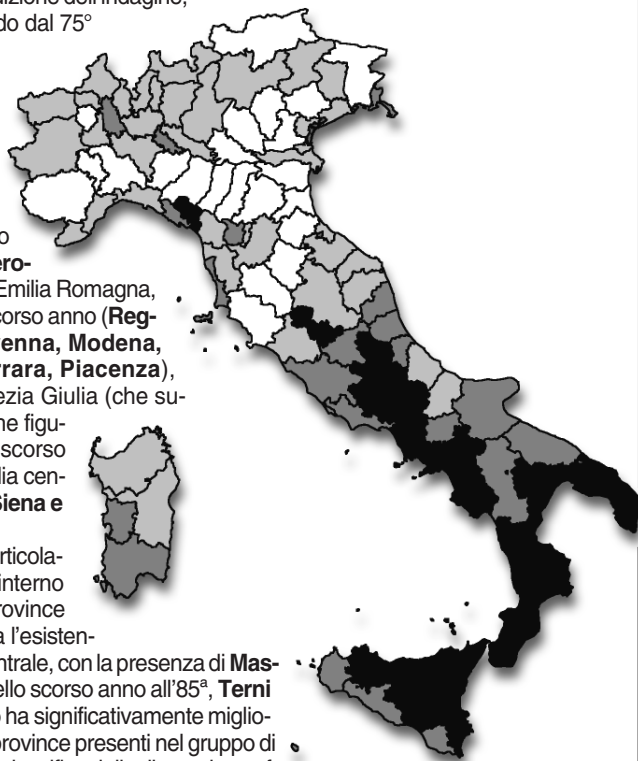 dizione dell'indagine,
do dal 75°
o
ero-
Emilia Romagna,
corso anno (Reg-
enna, Modena,
rrara, Piacenza),
ezia Giulia (che su-
ne figu-
scorso
lia cen-
Siena e
rticola-
interno
rovince
a l'esisten-
ntrale, con la presenza di Mas-
ello scorso anno all'85ª, Terni
o ha significativamente miglio-
province presenti nel gruppo di